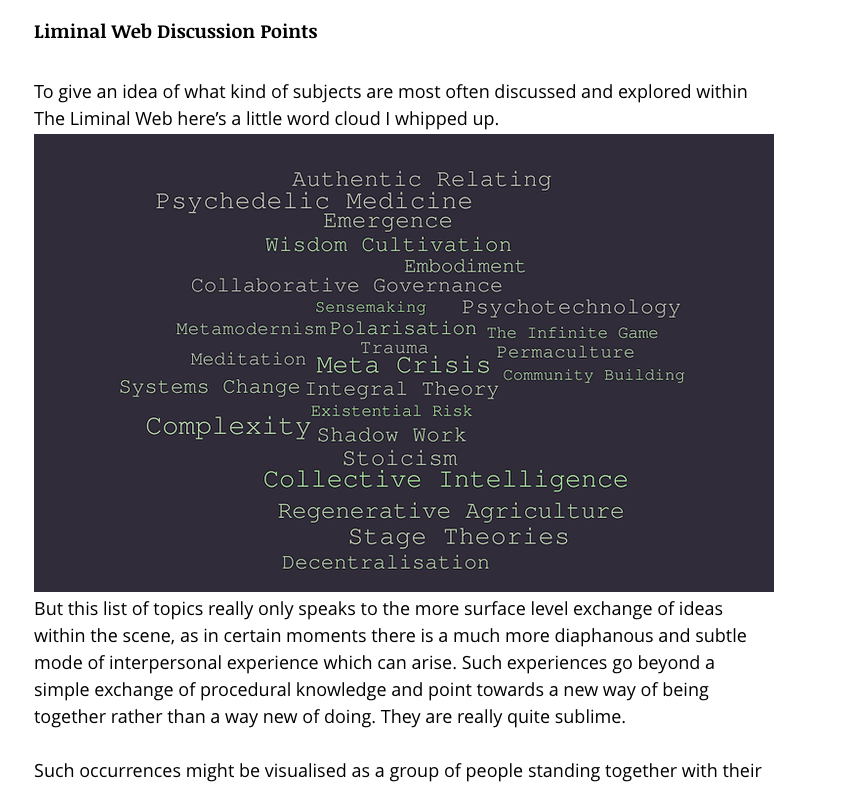 Liminal Web Discussion Points
To give an idea of what kind of subjects are most often discussed and explored within
The Liminal Web here's a little word cloud I whipped up.
Authentic Relating
Psychedelic Medicine
Emergence
Wisdom Cultivation
Embodiment
Collaborative Governance
Sensemaking Psychotechnology
Metamodernism Polarisation The Infinite Game
Trauma Permaculture
Meditation Meta Crisis
Community Building
Systems Change Integral Theory
Existential Risk
Complexity Shadow Work
Stoicism
Collective Intelligence
Regenerative Agriculture
Stage Theories
Decentralisation
But this list of topics really only speaks to the more surface level exchange of ideas
within the scene, as in certain moments there is a much more diaphanous and subtle
mode of interpersonal experience which can arise. Such experiences go beyond a
simple exchange of procedural knowledge and point towards a new way of being
together rather than a way new of doing. They are really quite sublime.
Such occurrences might be visualised as a group of people standing together with their